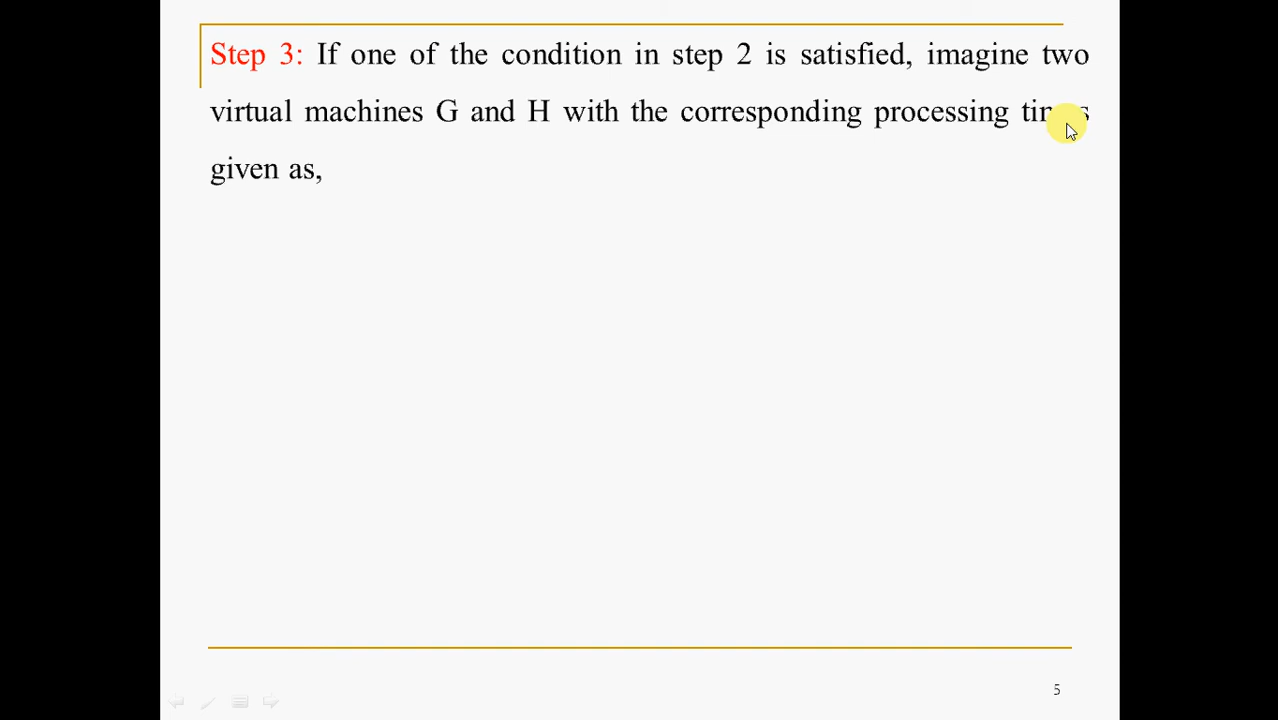 Step 3: If one of the condition in step 2 is satisfied, imagine two
virtual machines G and H with the corresponding processing times
given as,
5